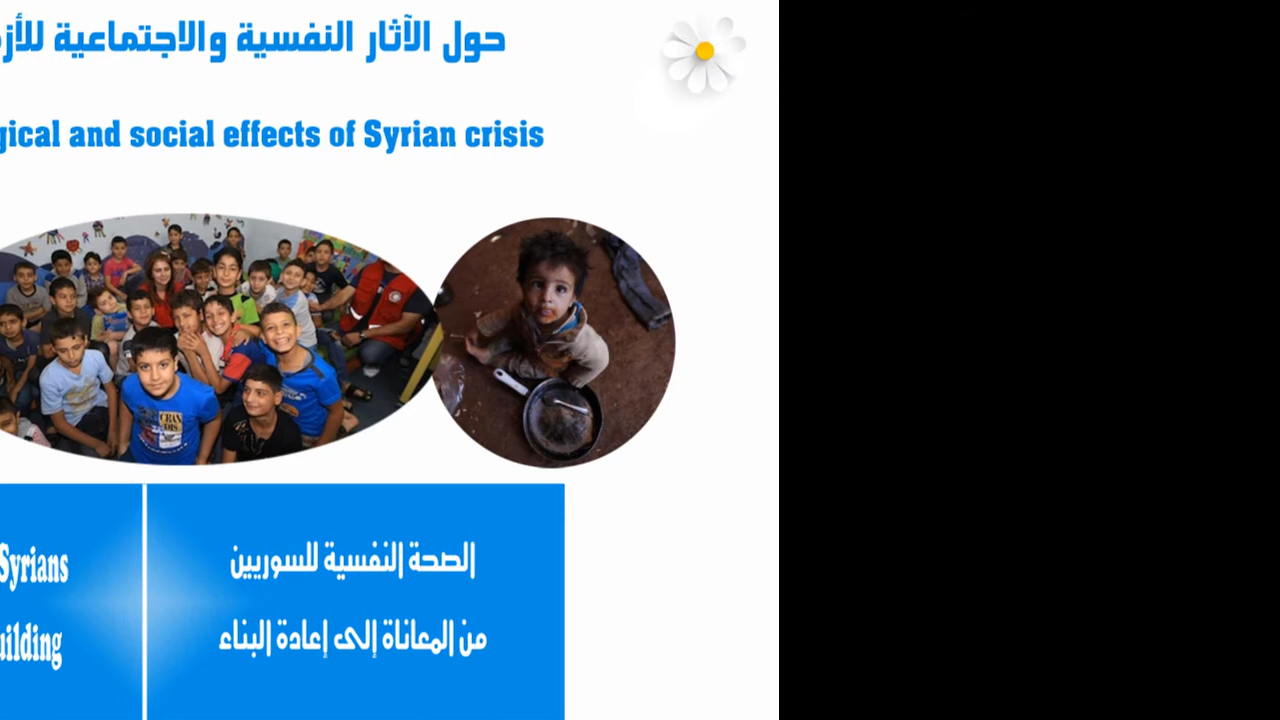 حول الآثار النفسية والاجتماعية
gical and social effects of Syrian crisis
CRAN
Syrians
uilding
الصحة النفسية للسوريين
من المعاناة إلى إعادة البناء